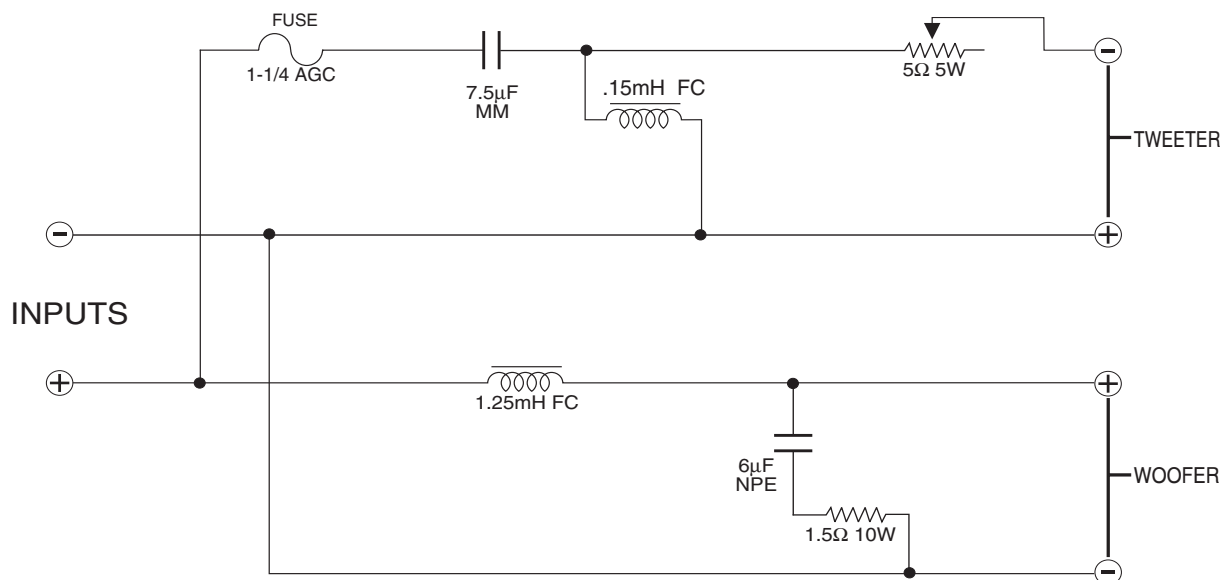 FUSE
1-1/4 AGC
7.5µF
MM
.15mH FC
5Ω 5W
-
TWEETER
+
-
INPUTS
+
1.25mH FC
+
6µF
NPE
1.5Ω 10W
WOOFER
-